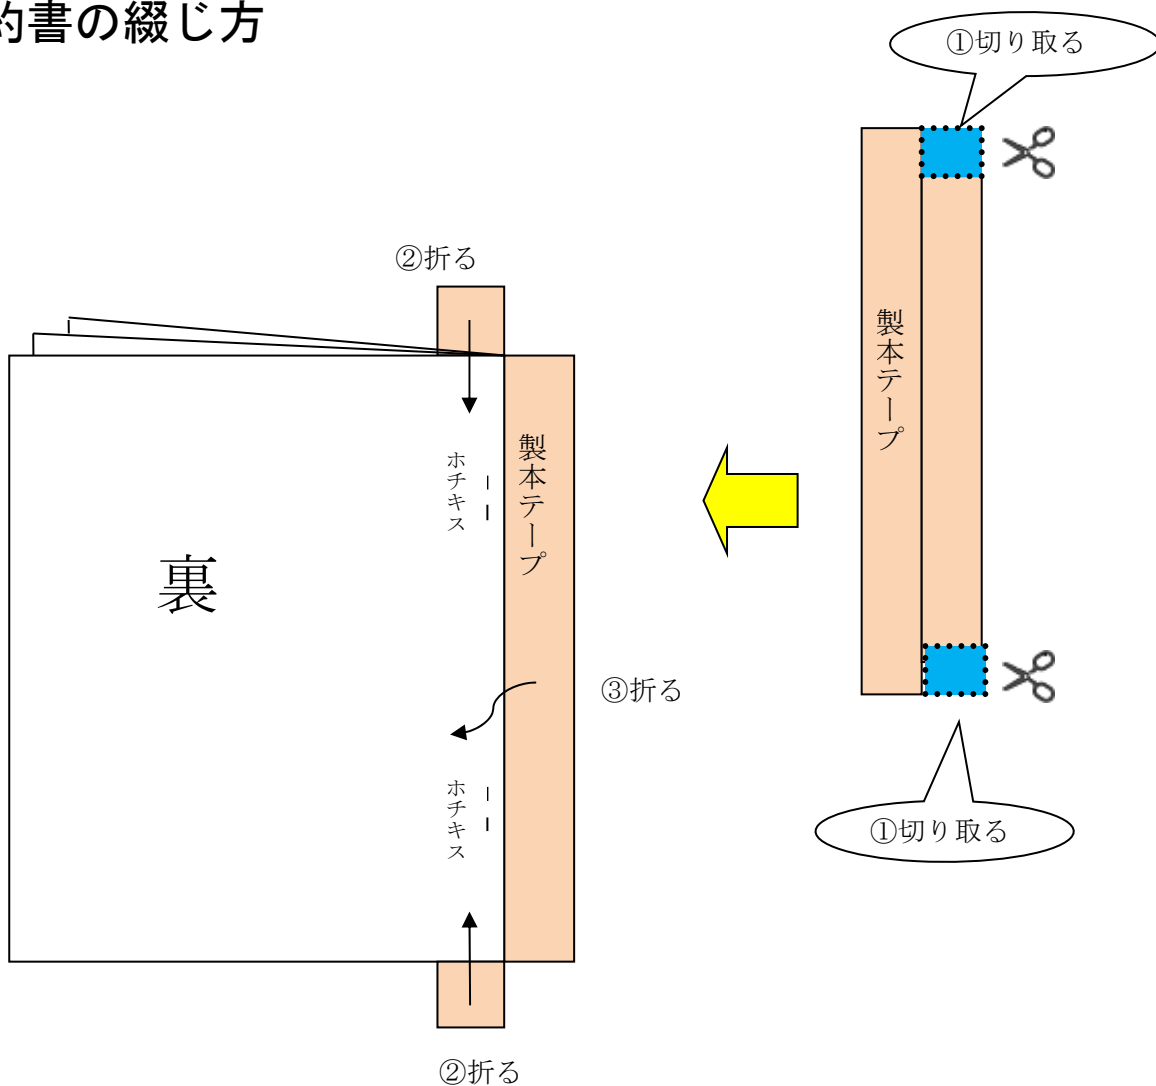 約書の綴じ方
①切り取る
製本テープ
②折る
製本テープ
ホチキス
裏
③折る
ホチキス
①切り取る
②折る